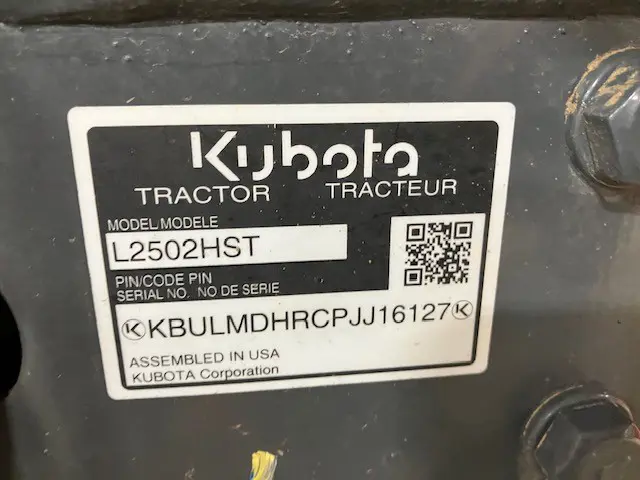 Kubota
TRACTOR TRACTEUR
MODEL/MODELE
L2502HST
PIN/CODE PIN
SERIAL NO. NO DE SERIE
KKBULMDHRCPJJ16127K
ASSEMBLED IN USA
KUBOTA Corporation